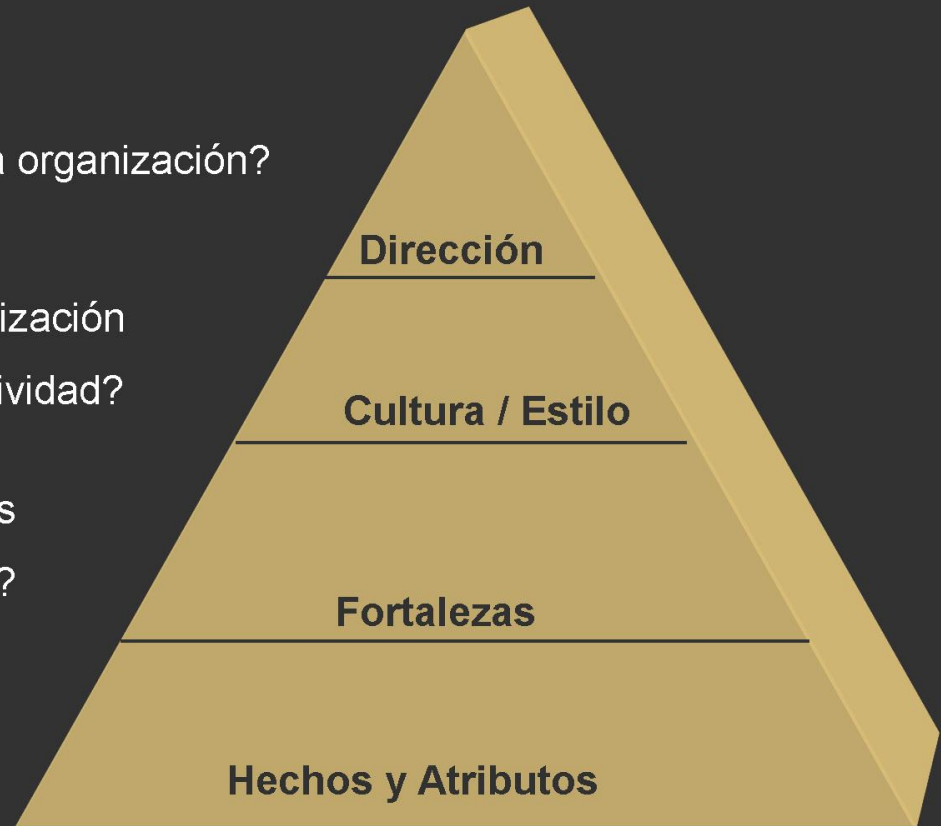 organización?
Dirección
ización
ividad?
Cultura / Estilo
s
?
Fortalezas
Hechos y Atributos